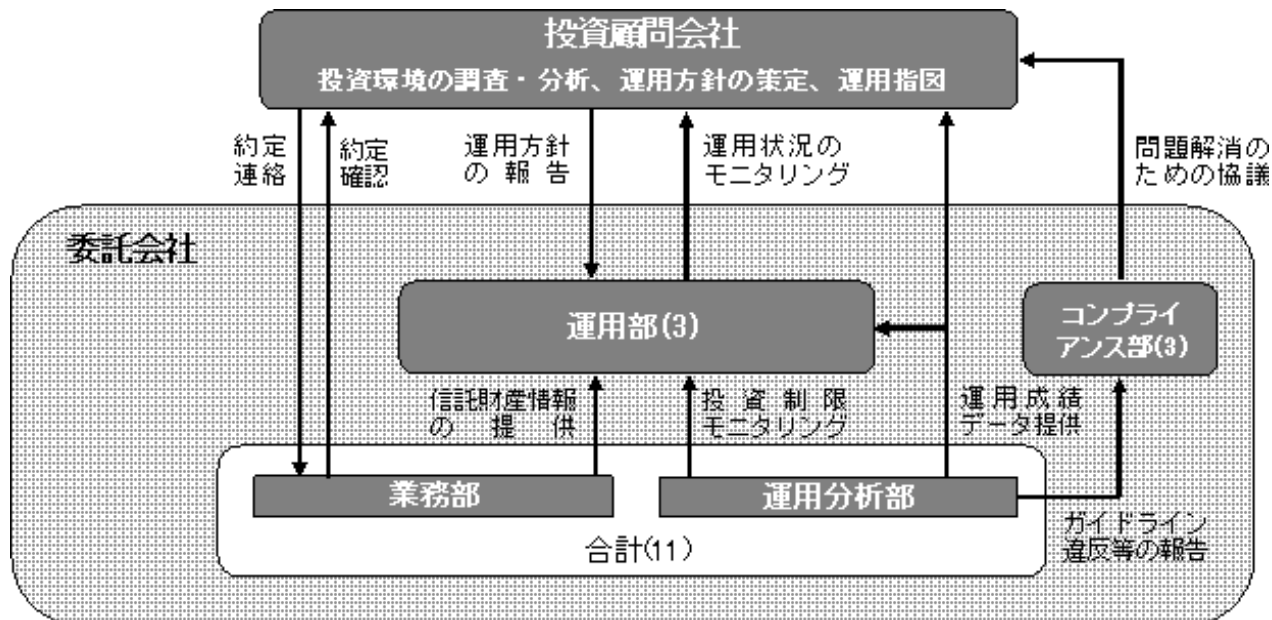 投資顧問会社
投資環境の調査・分析、運用方針の策定、運用指図
約定
連絡
約定
確認
運用方針
の報告
運用状況の
モニタリング
問題解消の
ための協議
委託会社
運用部(3)
コンプライ
アンス部(3)
信託財産情報
の提供
投資制限
モニタリング
運用成績
データ提供
業務部
運用分析部
合計(11)
ガイドライン
違反等の報告